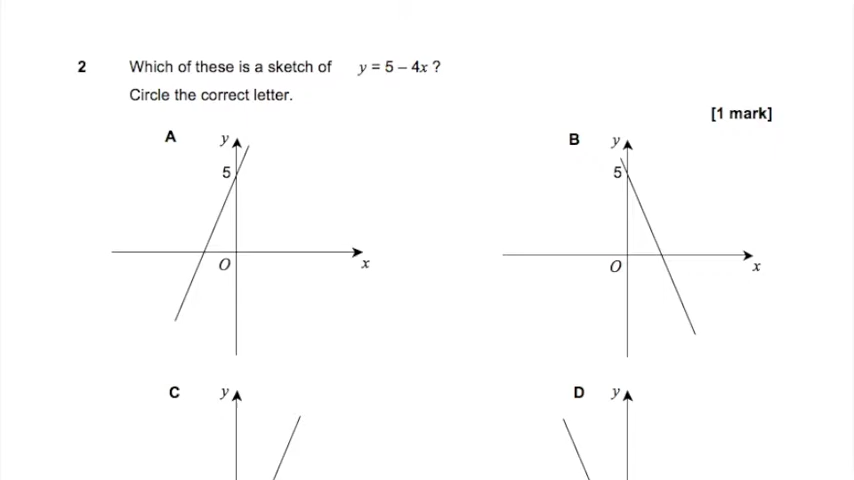 2 Which of these is a sketch of y = 5 – 4x ?
Circle the correct letter.
[1 mark]
A y
5
O
x
B y
5
O
x
C y
D y